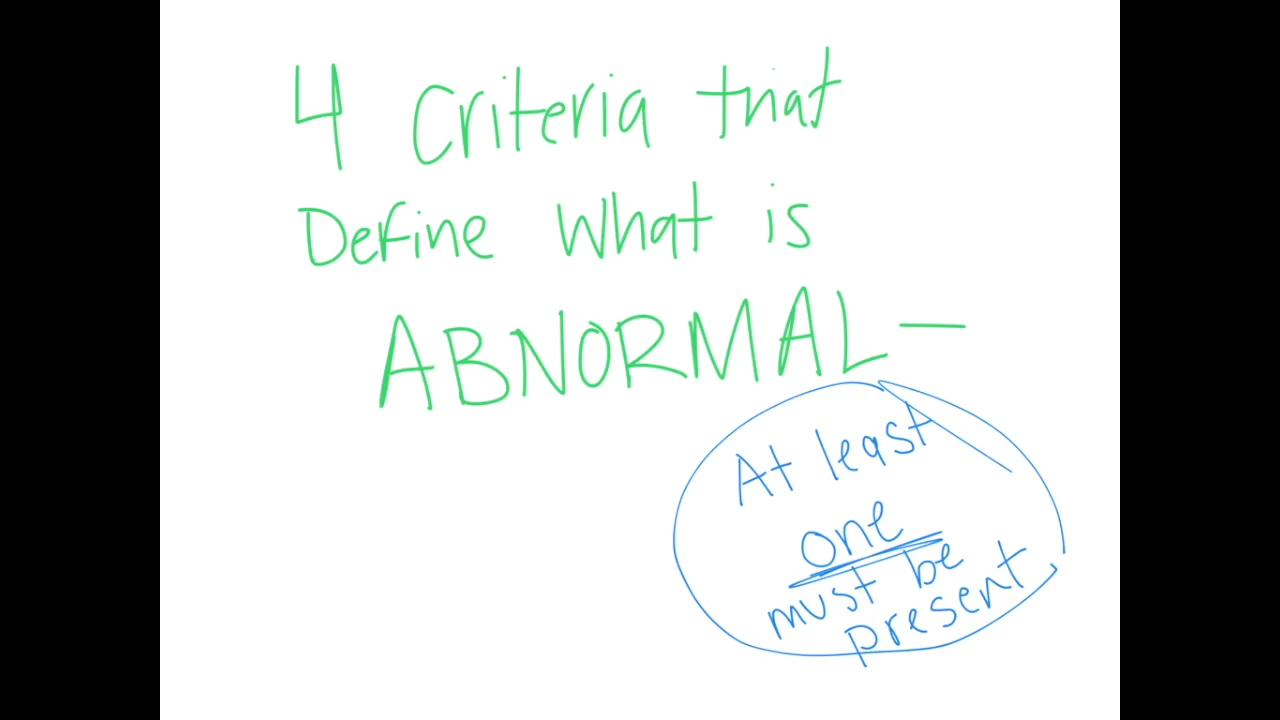 4 Criteria that
Define What is
ABNORMAL —
At least
one
must be
present